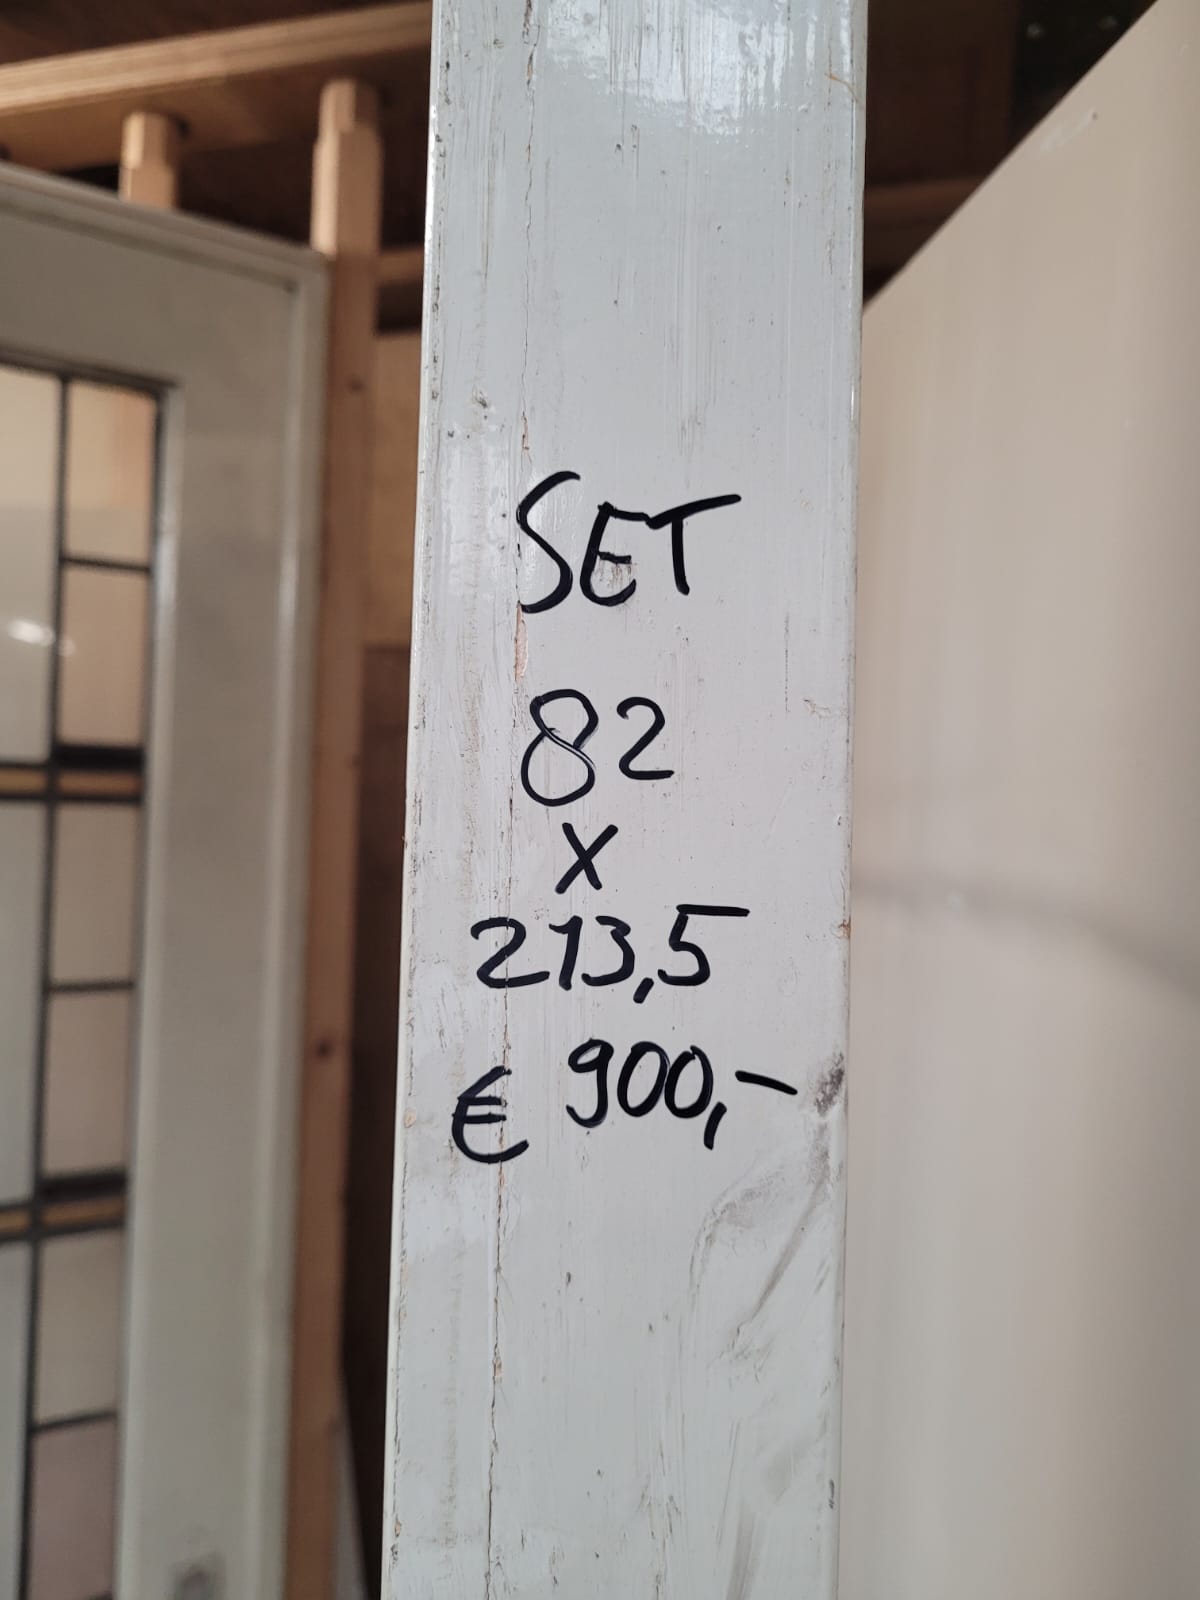 SET
82
X
213,5
€ 900,-